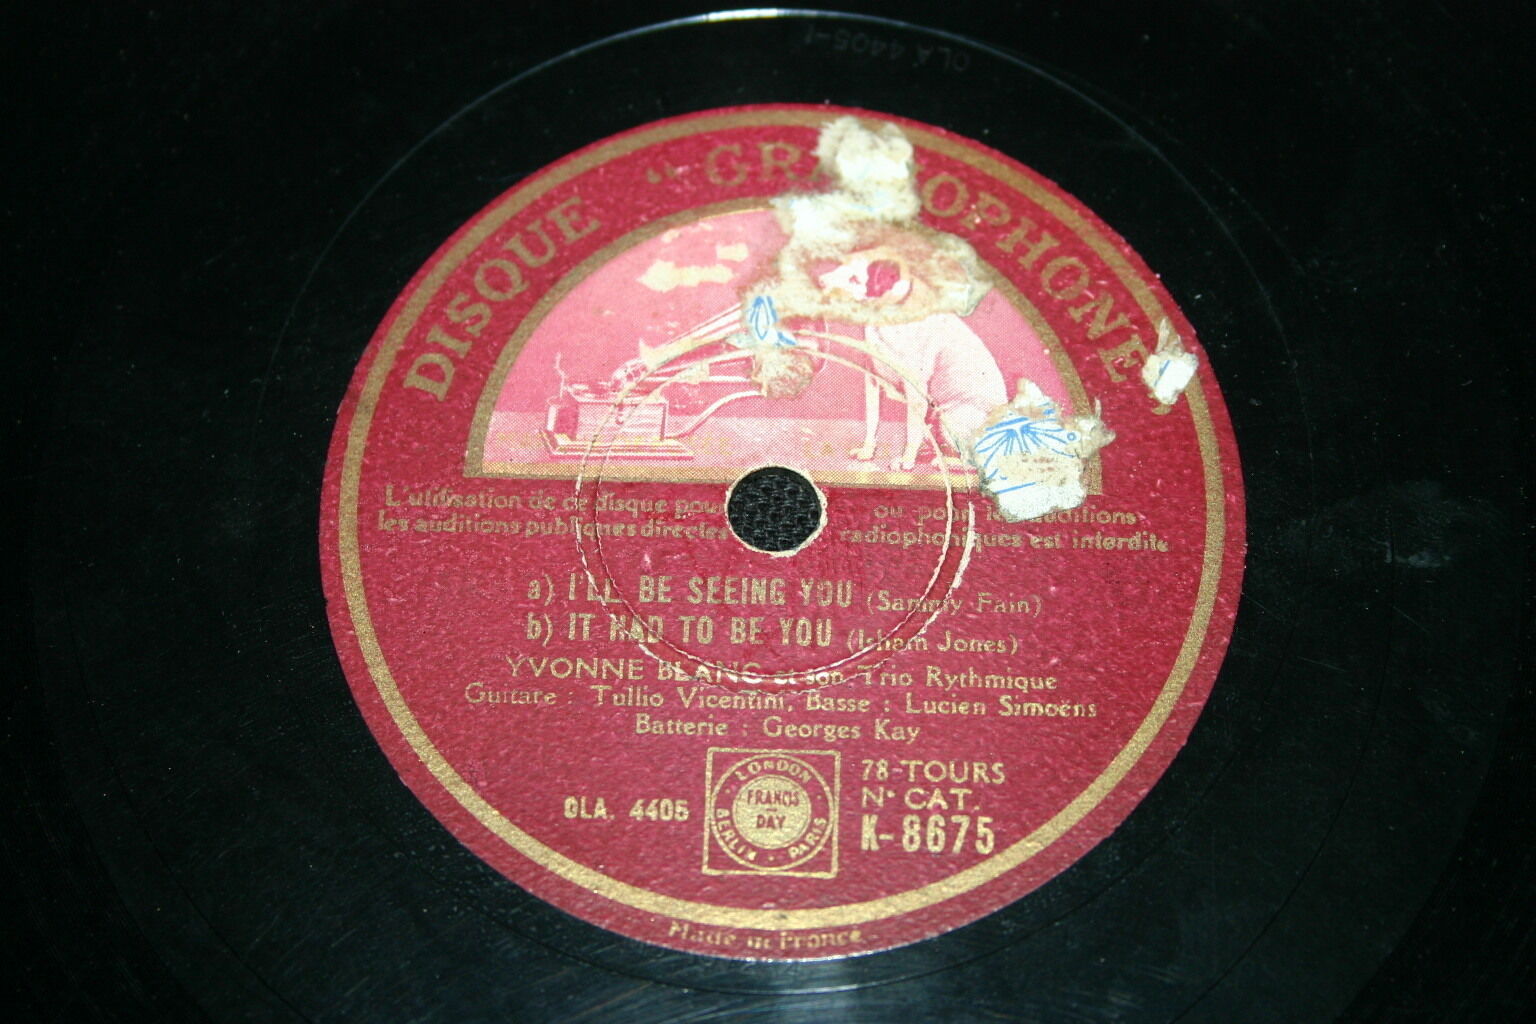 OLA 4405-1
DISQUE "GRAMOPHONE
L'utilisation de ce disque pour ou pour les auditions
les auditions publiques directes radiophoniques est interdite
a) I'LL BE SEEING YOU (Sammy Fain)
b) IT HAD TO BE YOU (Isham Jones)
YVONNE BLANC et son Trio Rythmique
Guitare : Tullio Vicentini, Basse : Lucien Simoëns
Batterie : Georges Kay
OLA. 4405
LONDON
FRANCIS
DAY
BERLIN • PARIS
78-TOURS
N° CAT.
K-8675
Made in France